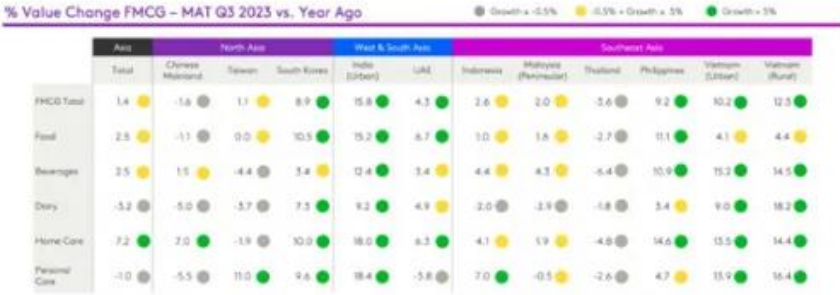 % Value Change FMCG – MAT Q3 2023 vs. Year Ago
Growth ≤ -0.5% -0.5% < Growth ≤ 5% Growth > 5%
Asia North Asia West & South Asia Southeast Asia
Total Chinese Mainland Taiwan South Korea India (Urban) UAE Indonesia Malaysia (Peninsular) Thailand Philippines Vietnam (Urban) Vietnam (Rural)
FMCG Total 1.4 -1.6 1.1 8.9 15.8 4.3 2.6 2.0 -3.6 9.2 10.2 12.3
Food 2.5 -1.1 0.0 10.5 15.2 6.7 1.0 1.6 -2.7 11.1 4.1 4.4
Beverages 2.5 1.5 -4.4 3.4 12.4 3.4 4.4 4.3 -6.4 10.9 15.2 14.5
Dairy -3.2 -5.0 -3.7 7.3 9.2 4.9 -2.0 -2.9 -1.8 3.4 9.0 18.2
Home Care 7.2 7.0 -1.9 10.0 18.0 6.3 4.1 1.9 -4.8 14.6 13.5 14.4
Personal Care -1.0 -5.5 11.0 9.6 18.4 -3.8 7.0 -0.5 -2.6 4.7 13.9 16.4